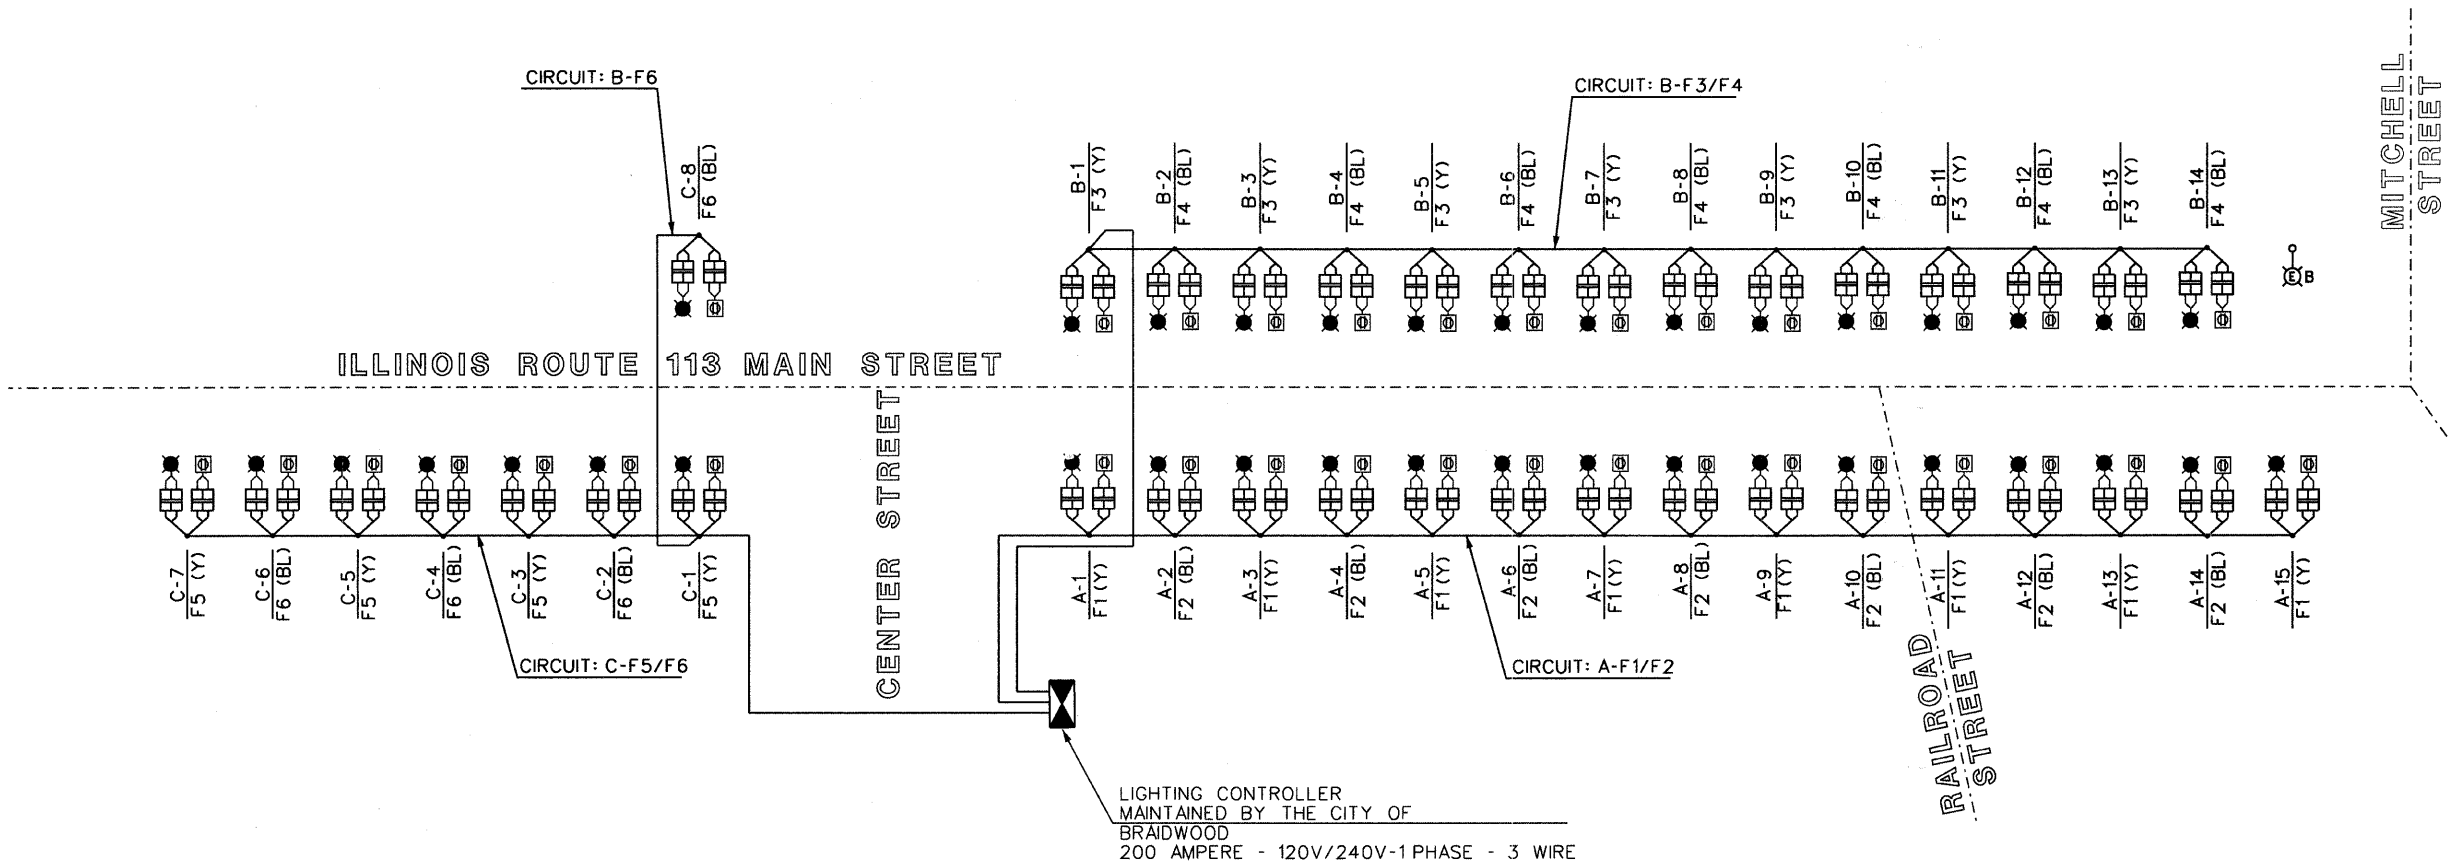 CIRCUIT: B-F6
CIRCUIT: B-F3/F4
MITCHELL
STREET
C-8
F6 (BL)
B-1
F3 (Y)
B-2
F4 (BL)
B-3
F3 (Y)
B-4
F4 (BL)
B-5
F3 (Y)
B-6
F4 (BL)
B-7
F3 (Y)
B-8
F4 (BL)
B-9
F3 (Y)
B-10
F4 (BL)
B-11
F3 (Y)
B-12
F4 (BL)
B-13
F3 (Y)
B-14
F4 (BL)
E B
ILLINOIS ROUTE 113 MAIN STREET
CENTER STREET
C-7
F5 (Y)
C-6
F6 (BL)
C-5
F5 (Y)
C-4
F6 (BL)
C-3
F5 (Y)
C-2
F6 (BL)
C-1
F5 (Y)
A-1
F1 (Y)
A-2
F2 (BL)
A-3
F1 (Y)
A-4
F2 (BL)
A-5
F1 (Y)
A-6
F2 (BL)
A-7
F1 (Y)
A-8
F2 (BL)
A-9
F1 (Y)
A-10
F2 (BL)
A-11
F1 (Y)
A-12
F2 (BL)
A-13
F1 (Y)
A-14
F2 (BL)
A-15
F1 (Y)
CIRCUIT: C-F5/F6
CIRCUIT: A-F1/F2
RAILROAD
STREET
LIGHTING CONTROLLER
MAINTAINED BY THE CITY OF
BRAIDWOOD
200 AMPERE - 120V/240V-1 PHASE - 3 WIRE